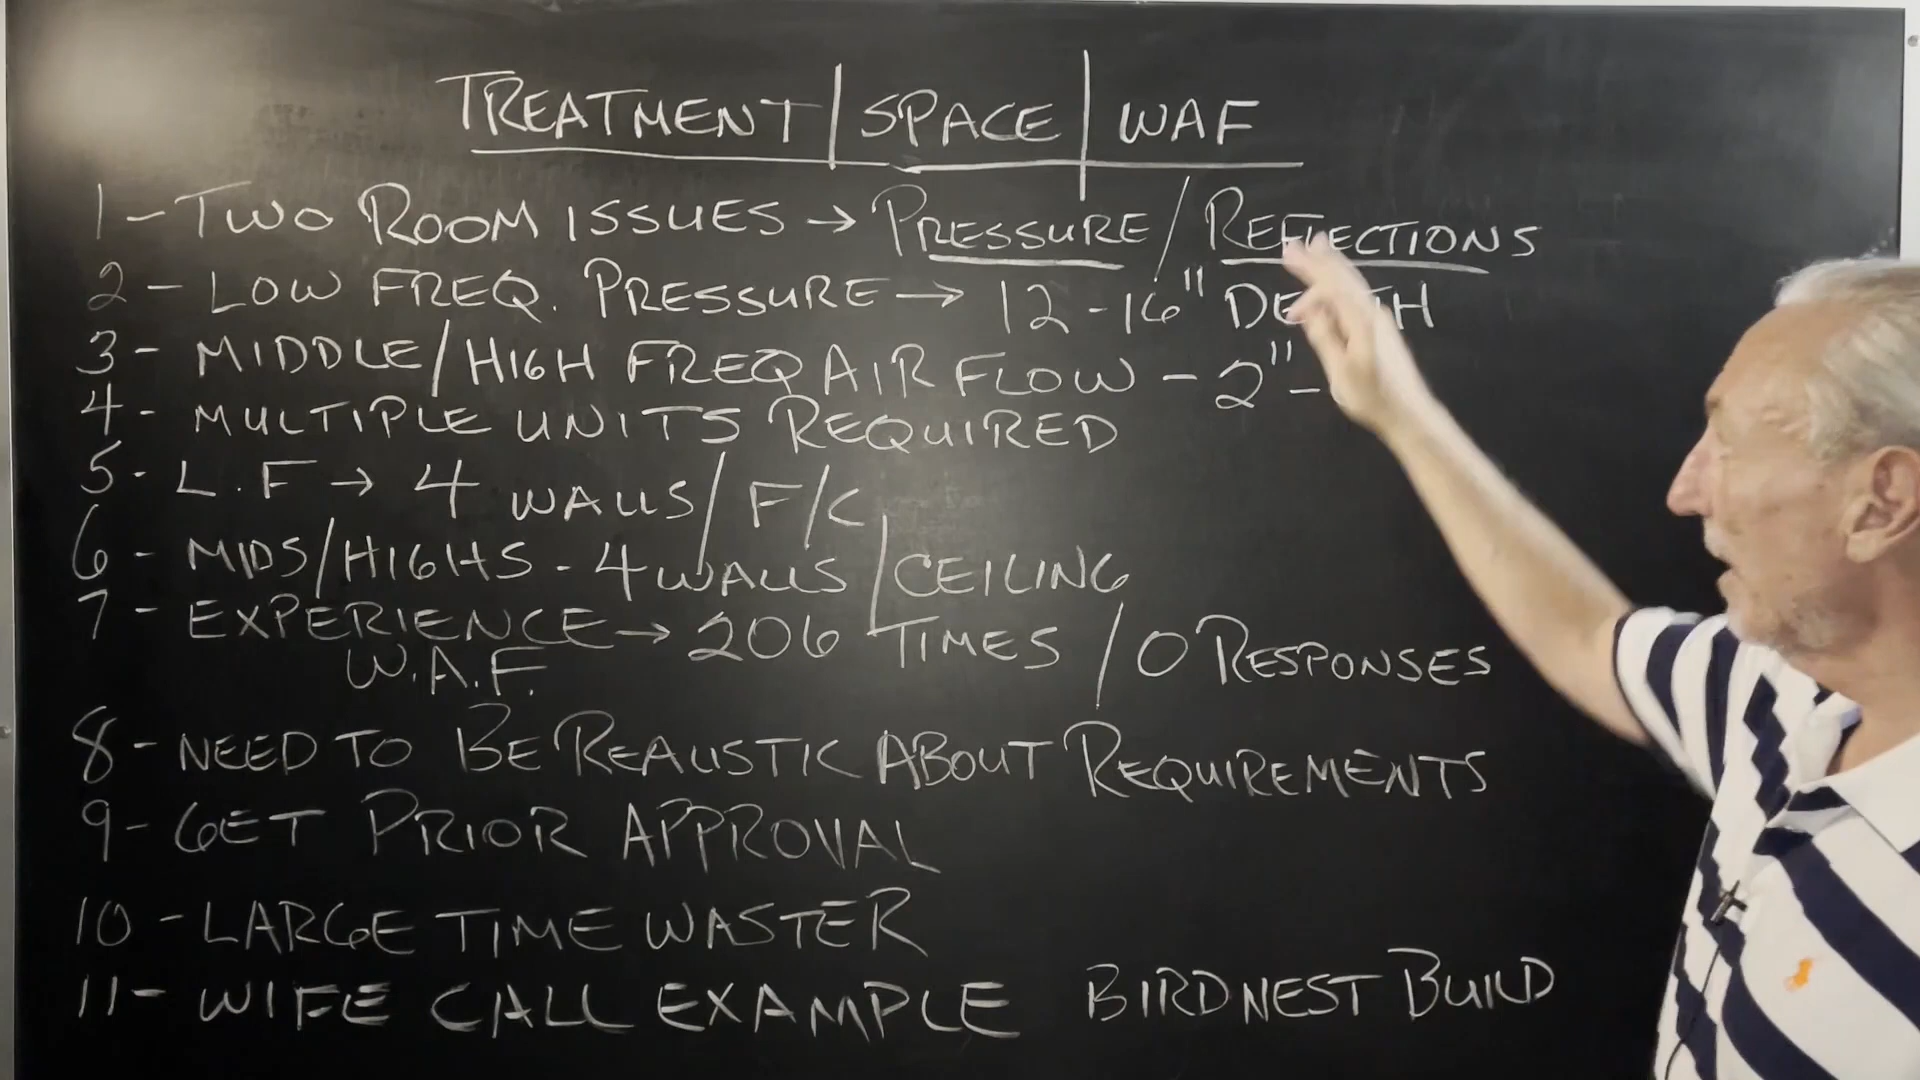 TREATMENT | SPACE | WAF
1 - TWO ROOM ISSUES → PRESSURE / REFLECTIONS
2 - LOW FREQ. PRESSURE → 12-16"
3 - MIDDLE/HIGH FREQ AIR FLOW - 2" -
4 - MULTIPLE UNITS REQUIRED
5 - L.F → 4 WALLS / F/C
6 - MIDS/HIGHS - 4 WALLS / CEILING
7 - EXPERIENCE → 206 TIMES / 0 RESPONSES
W.A.F.
8 - NEED TO BE REALISTIC ABOUT REQUIREMENTS
9 - GET PRIOR APPROVAL
10 - LARGE TIME WASTER
11 - WIFE CALL EXAMPLE BIRDNEST BUILD